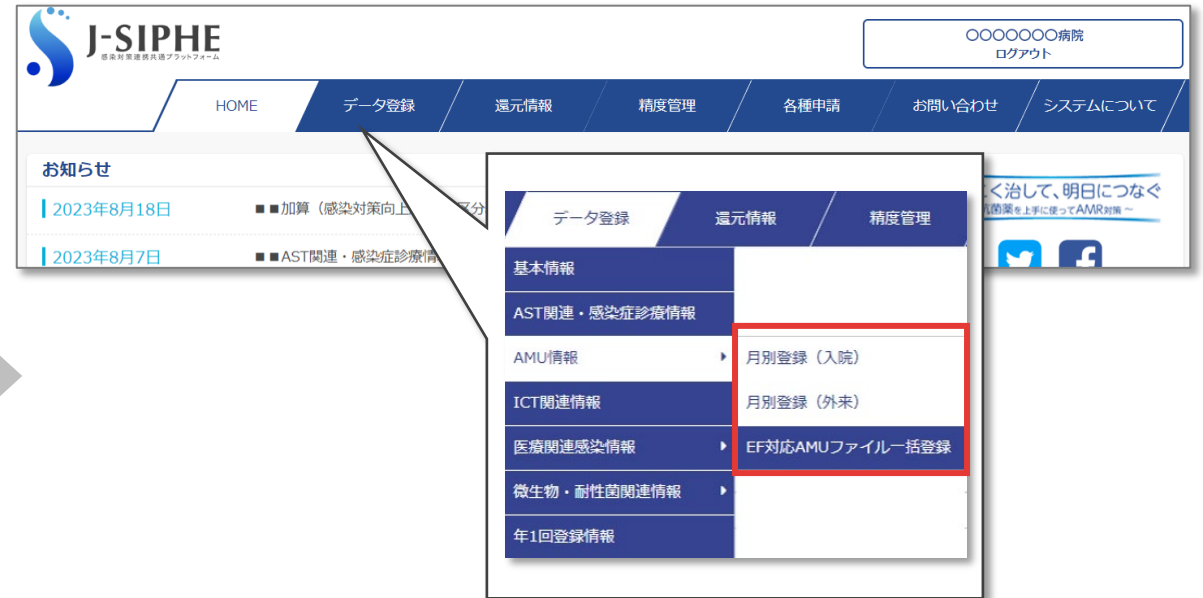 J-SIPHE
感染対策連携共通プラットフォーム
〇〇〇〇〇〇〇病院
ログアウト
HOME
データ登録
還元情報
精度管理
各種申請
お問い合わせ
システムについて
お知らせ
2023年8月18日
■■加算（感染対策向上
区分
2023年8月7日
■■AST関連・感染症診療情
く治して、明日につなぐ
菌薬を上手に使ってAMR対策～
データ登録
還元情報
精度管理
基本情報
AST関連・感染症診療情報
AMU情報
月別登録（入院）
ICT関連情報
月別登録（外来）
医療関連感染情報
EF対応AMUファイル一括登録
微生物・耐性菌関連情報
年1回登録情報